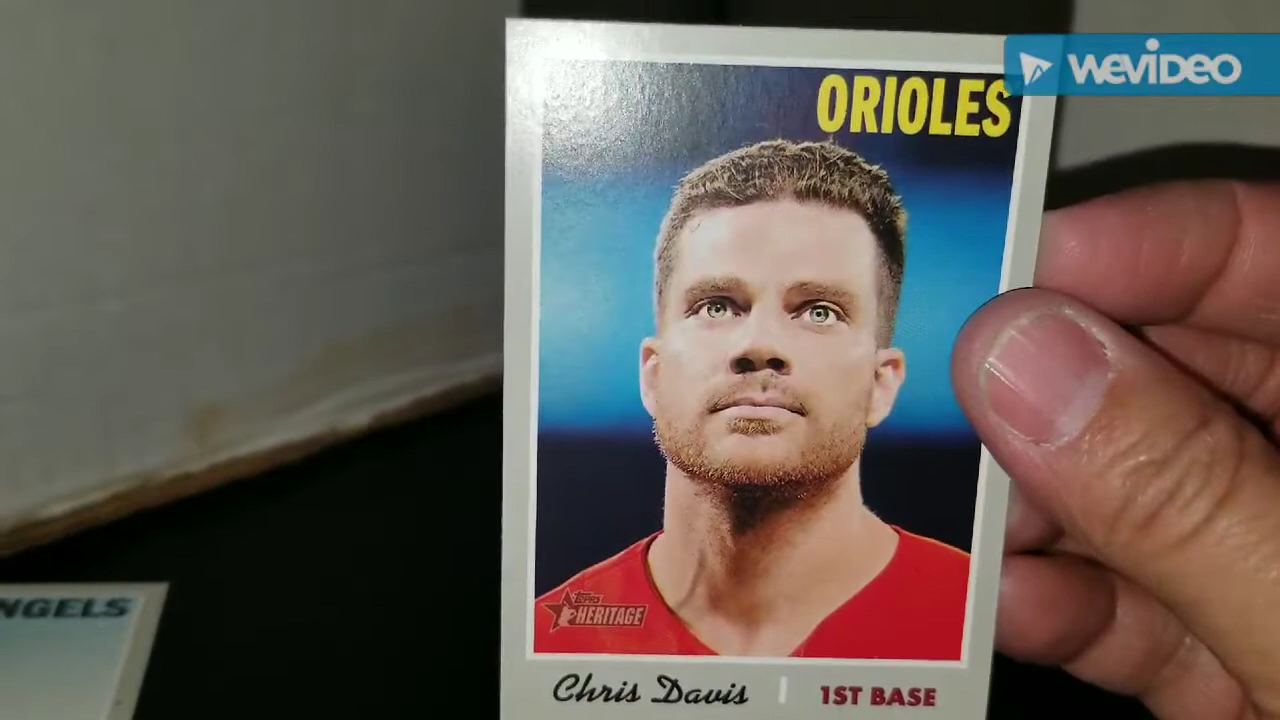 WEVIDEO
ORIOLES
NGELS
Topps
HERITAGE
Chris Davis | 1ST BASE